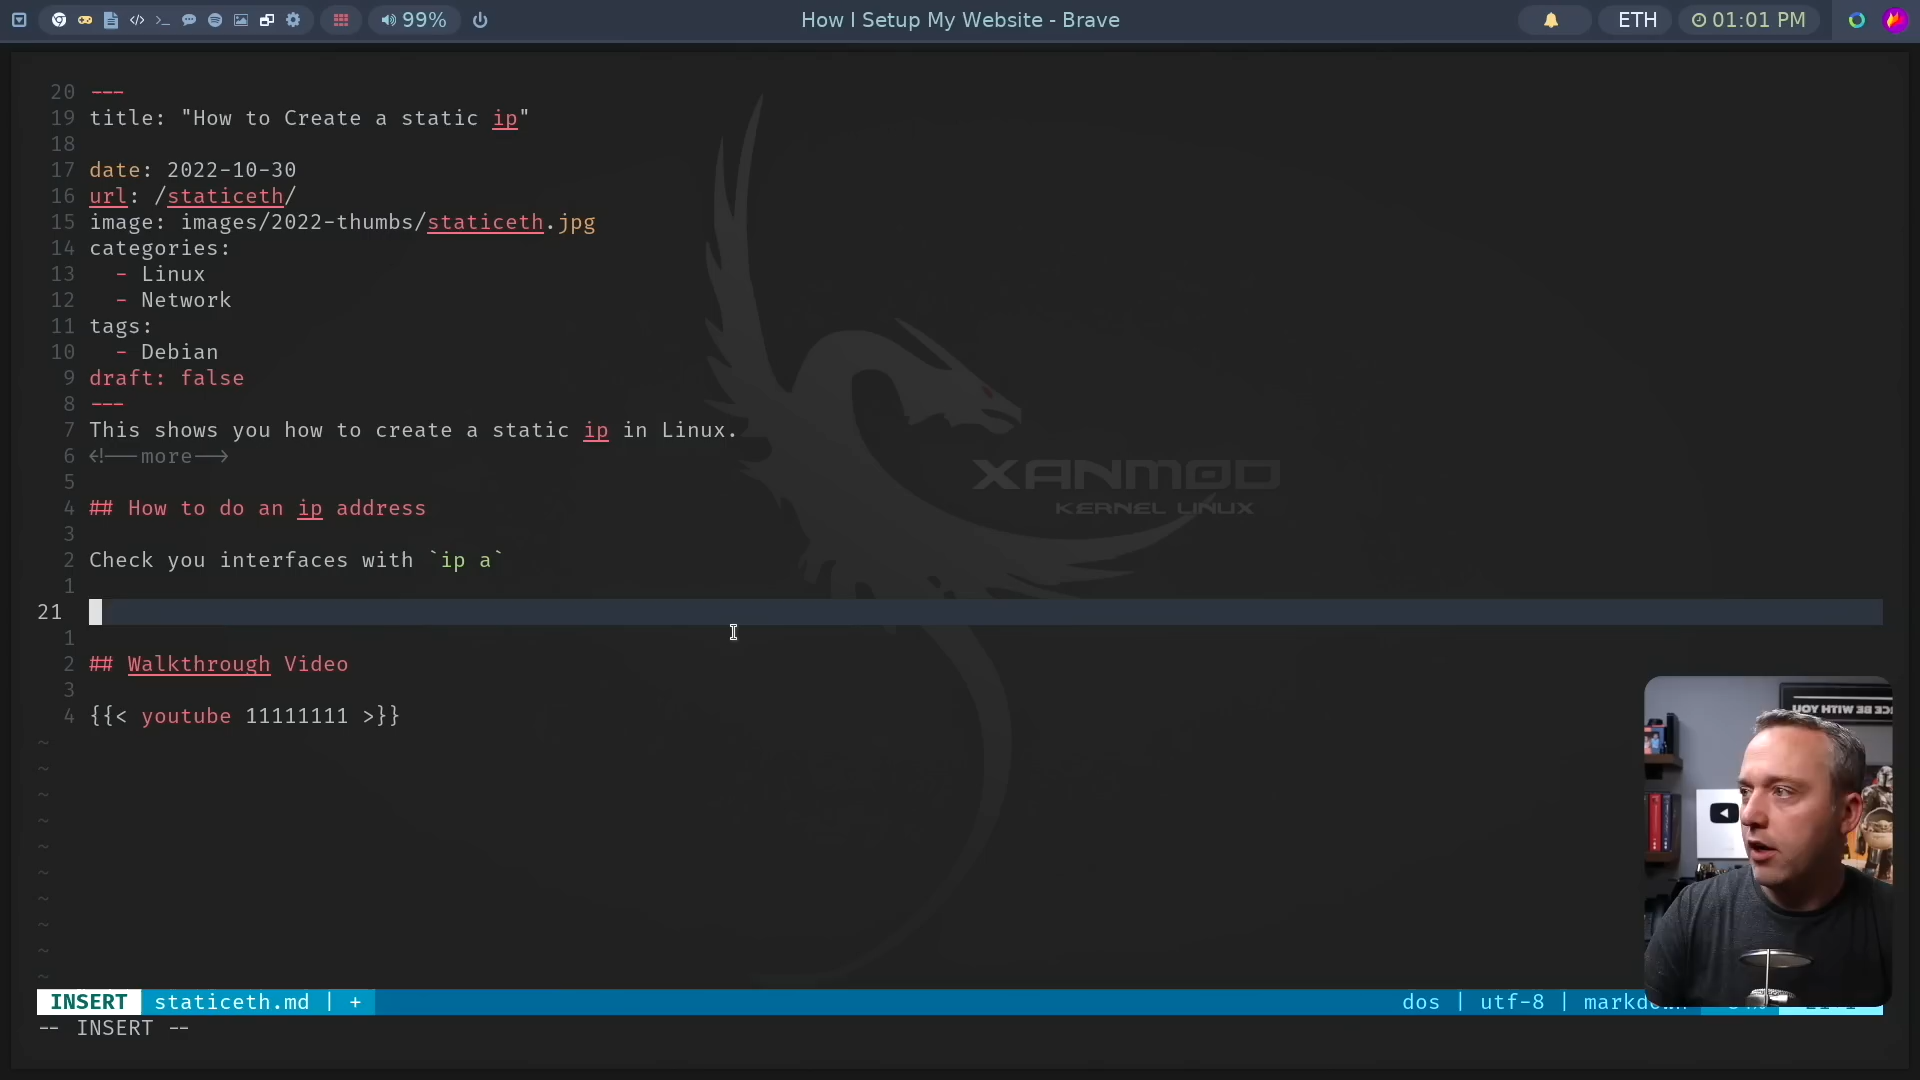 99%
How I Setup My Website - Brave
ETH
01:01 PM
20 ---
19 title: "How to Create a static ip"
18
17 date: 2022-10-30
16 url: /staticeth/
15 image: images/2022-thumbs/staticeth.jpg
14 categories:
13 - Linux
12 - Network
11 tags:
10 - Debian
9 draft: false
8 ---
7 This shows you how to create a static ip in Linux.
6 <!--more-->
5
4 ## How to do an ip address
3
2 Check you interfaces with `ip a`
1
21
1
2 ## Walkthrough Video
3
4 {{< youtube 11111111 >}}
~
~
~
~
~
~
~
~
~
~
XANMOD
KERNEL LINUX
INSERT staticeth.md | +
dos | utf-8 | markdown
-- INSERT --